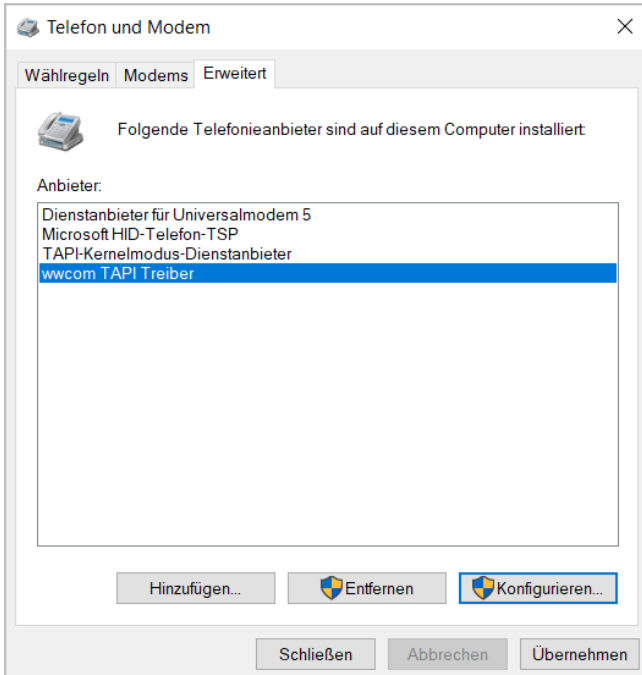 Telefon und Modem
Wählregeln Modems Erweitert
Folgende Telefonieanbieter sind auf diesem Computer installiert:
Anbieter:
Dienstanbieter für Universalmodem 5
Microsoft HID-Telefon-TSP
TAPI-Kernelmodus-Dienstanbieter
wwcom TAPI Treiber
Hinzufügen... Entfernen Konfigurieren...
Schließen Abbrechen Übernehmen